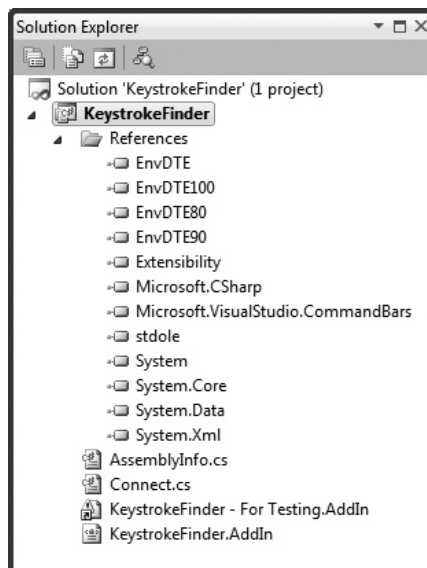 Solution Explorer
Solution 'KeystrokeFinder' (1 project)
KeystrokeFinder
References
EnvDTE
EnvDTE100
EnvDTE80
EnvDTE90
Extensibility
Microsoft.CSharp
Microsoft.VisualStudio.CommandBars
stdole
System
System.Core
System.Data
System.Xml
AssemblyInfo.cs
Connect.cs
KeystrokeFinder - For Testing.AddIn
KeystrokeFinder.AddIn